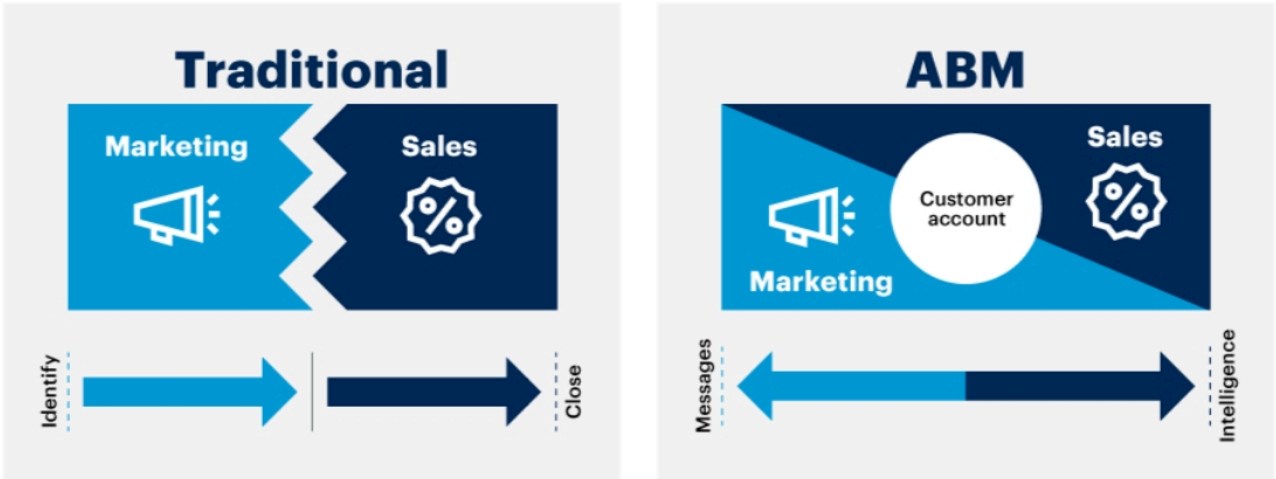 Traditional
Marketing
Sales
%
Identify
Close
ABM
Sales
%
Customer
account
Marketing
Messages
Intelligence